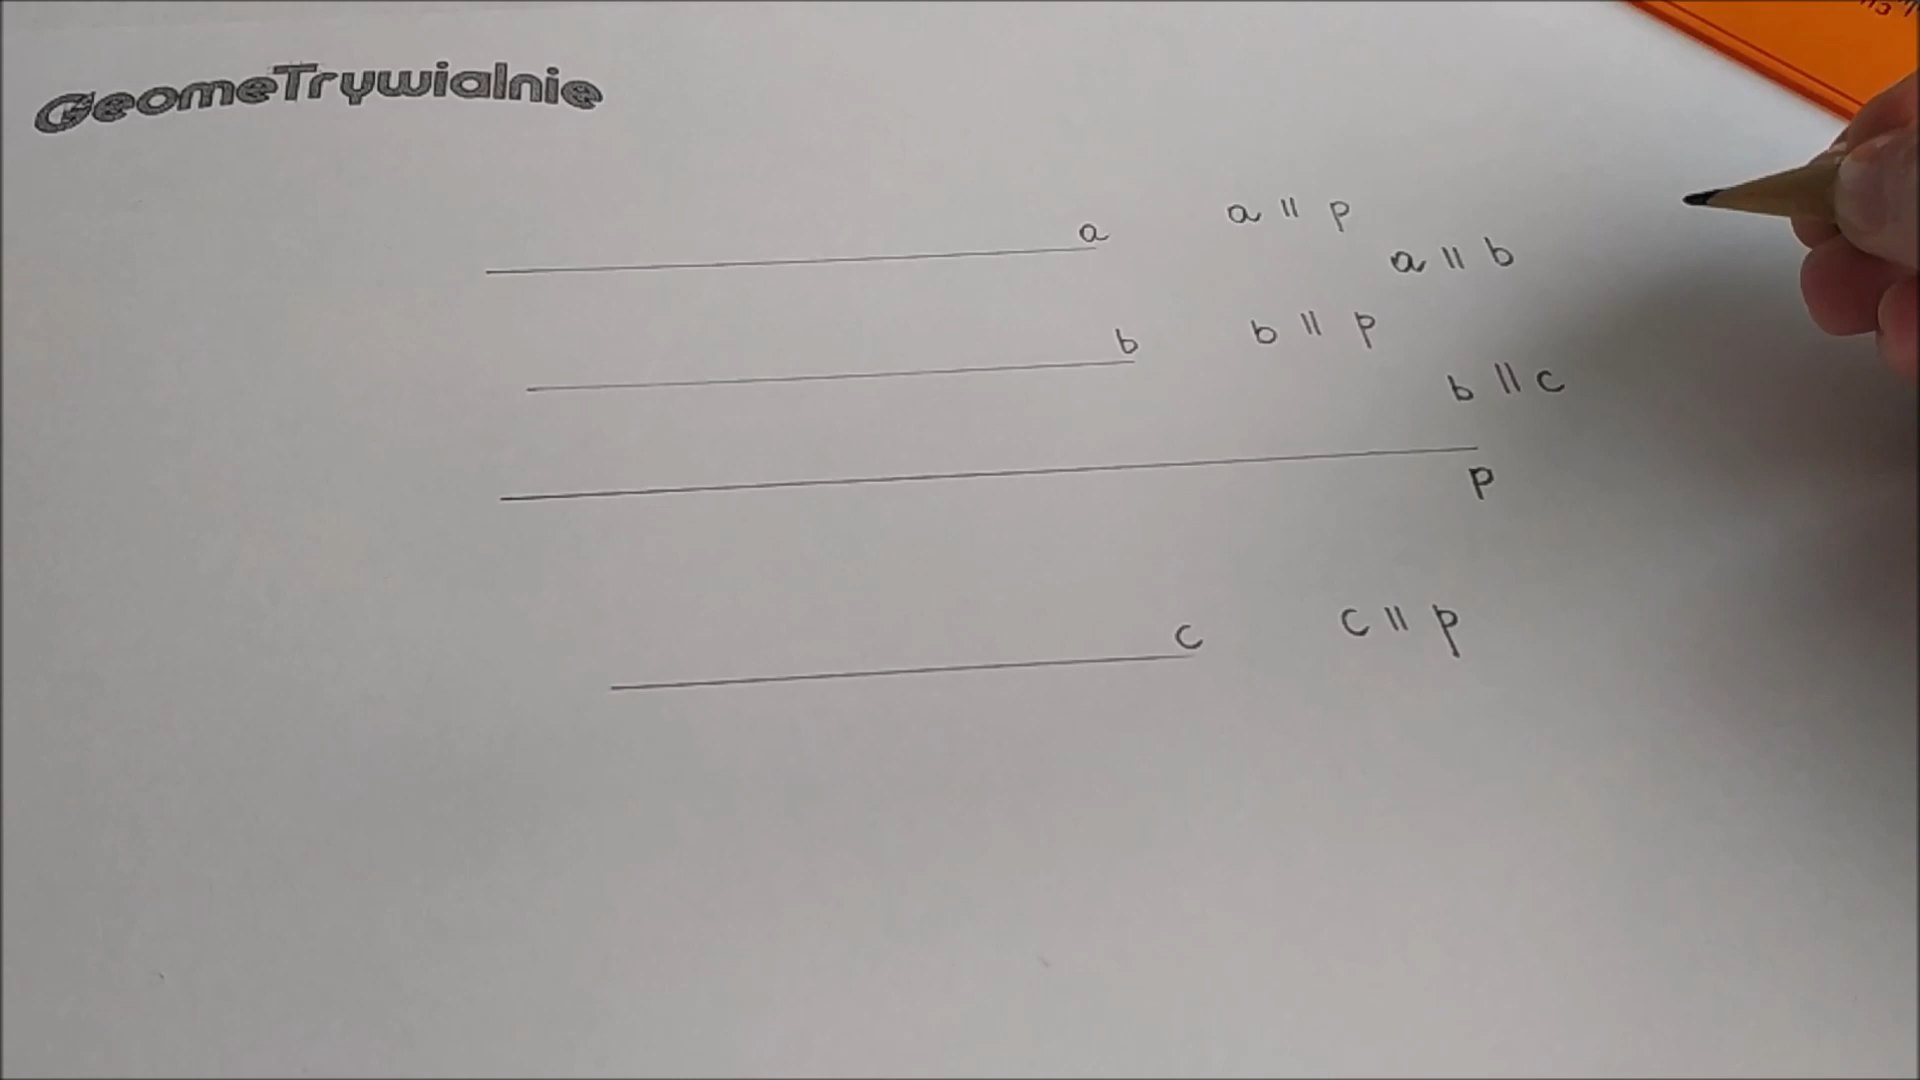 GeomeTrywialnie
a
a || p
a || b
b
b || p
b || c
p
c
c || p